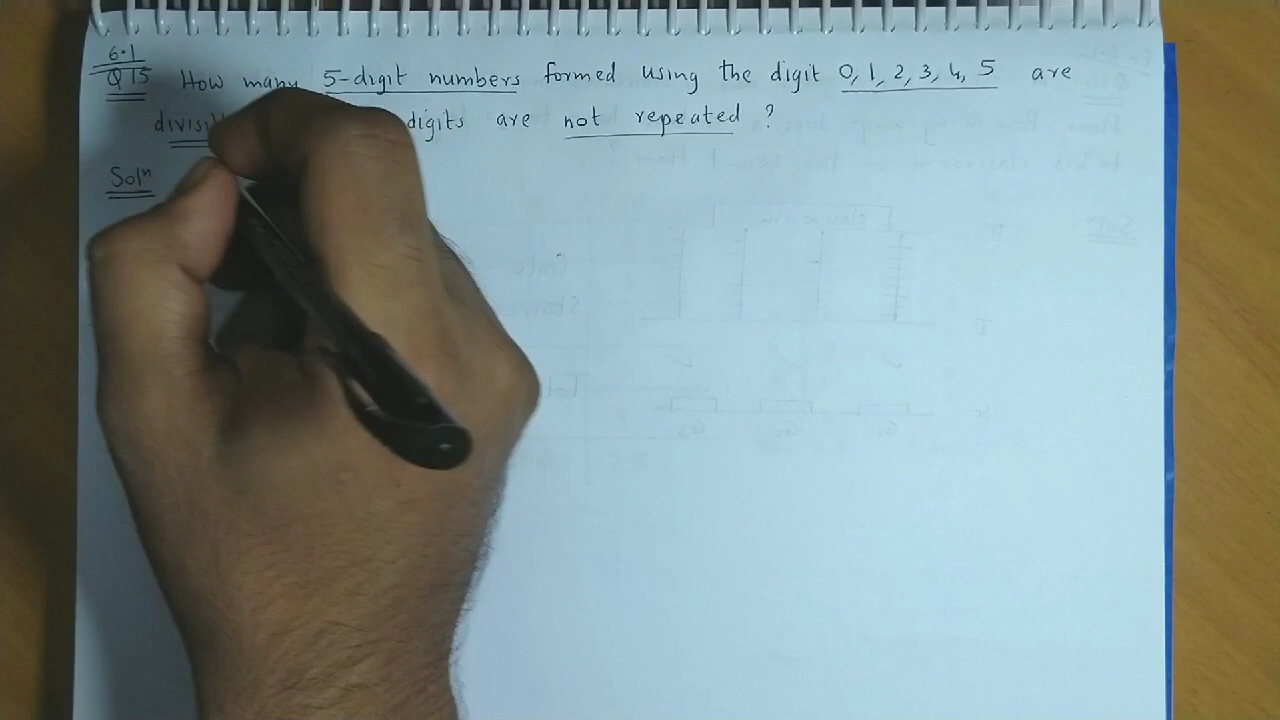 6.1
Q 15 How many 5-digit numbers formed using the digit 0, 1, 2, 3, 4, 5 are
digits are not repeated ?
Solⁿ